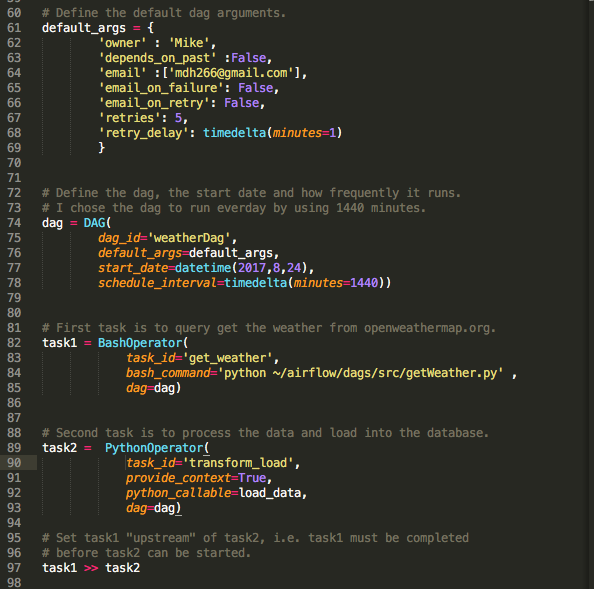 60 # Define the default dag arguments.
61 default_args = {
62 'owner' : 'Mike',
63 'depends_on_past' :False,
64 'email' :['mdh266@gmail.com'],
65 'email_on_failure': False,
66 'email_on_retry': False,
67 'retries': 5,
68 'retry_delay': timedelta(minutes=1)
69 }
70
71
72 # Define the dag, the start date and how frequently it runs.
73 # I chose the dag to run everday by using 1440 minutes.
74 dag = DAG(
75 dag_id='weatherDag',
76 default_args=default_args,
77 start_date=datetime(2017,8,24),
78 schedule_interval=timedelta(minutes=1440))
79
80
81 # First task is to query get the weather from openweathermap.org.
82 task1 = BashOperator(
83 task_id='get_weather',
84 bash_command='python ~/airflow/dags/src/getWeather.py' ,
85 dag=dag)
86
87
88 # Second task is to process the data and load into the database.
89 task2 =  PythonOperator(
90 task_id='transform_load',
91 provide_context=True,
92 python_callable=load_data,
93 dag=dag)
94
95 # Set task1 "upstream" of task2, i.e. task1 must be completed
96 # before task2 can be started.
97 task1 >> task2
98